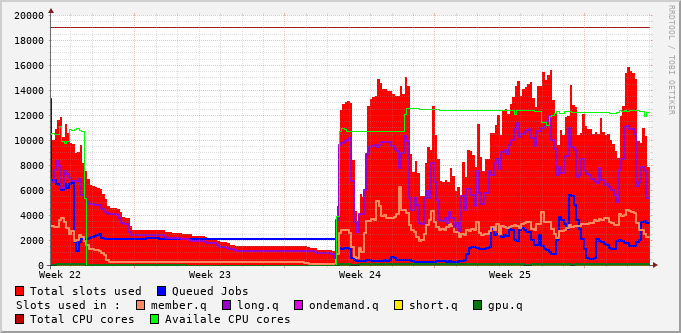 RRDTOOL / TOBI OETIKER
20000
18000
16000
14000
12000
10000
8000
6000
4000
2000
0
Week 22 Week 23 Week 24 Week 25
Total slots used Queued Jobs
Slots used in : member.q long.q ondemand.q short.q gpu.q
Total CPU cores Availale CPU cores